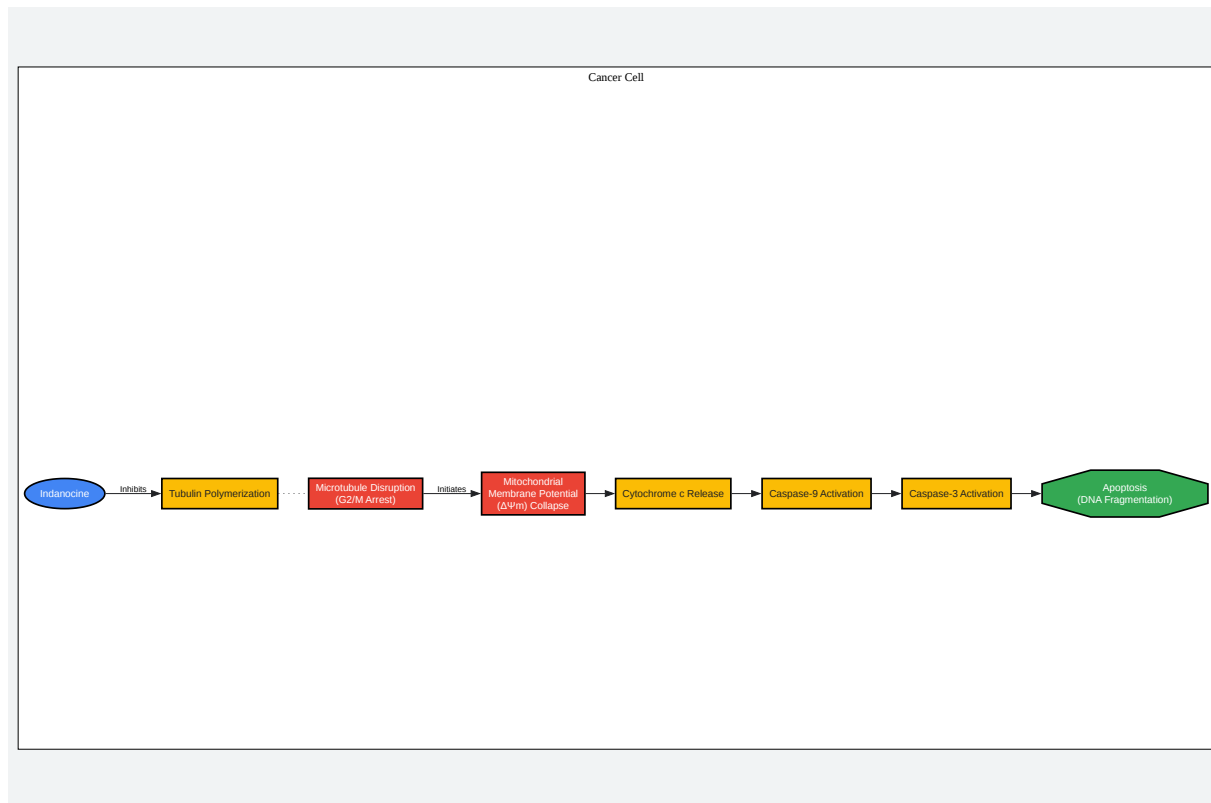 Cancer Cell
Indanocine
Inhibits
Tubulin Polymerization
Microtubule Disruption
(G2/M Arrest)
Initiates
Mitochondrial
Membrane Potential
(ΔΨm) Collapse
Cytochrome c Release
Caspase-9 Activation
Caspase-3 Activation
Apoptosis
(DNA Fragmentation)